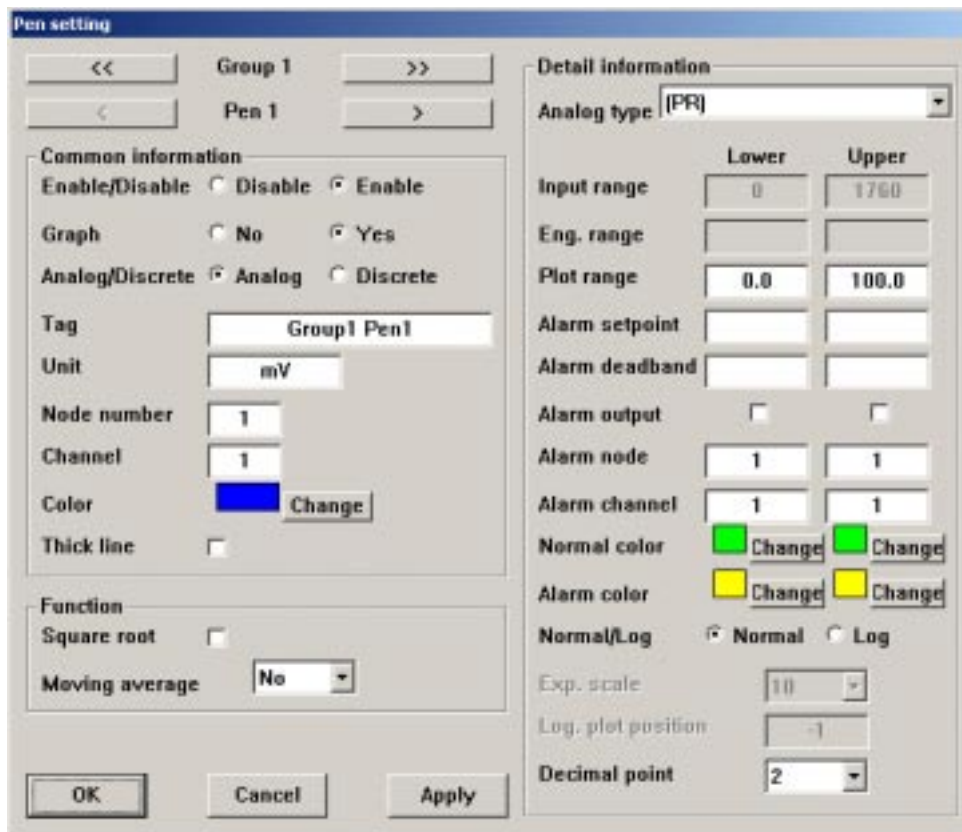 Pen setting
<< Group 1 >>
< Pen 1 >
Common information
Enable/Disable Disable Enable
Graph No Yes
Analog/Discrete Analog Discrete
Tag Group1 Pen1
Unit mV
Node number 1
Channel 1
Color Change
Thick line
Function
Square root
Moving average No
OK Cancel Apply
Detail information
Analog type (PR)
Lower Upper
Input range 0 1760
Eng. range
Plot range 0.0 100.0
Alarm setpoint
Alarm deadband
Alarm output
Alarm node 1 1
Alarm channel 1 1
Normal color Change Change
Alarm color Change Change
Normal/Log Normal Log
Exp. scale 10
Log. plot position -1
Decimal point 2